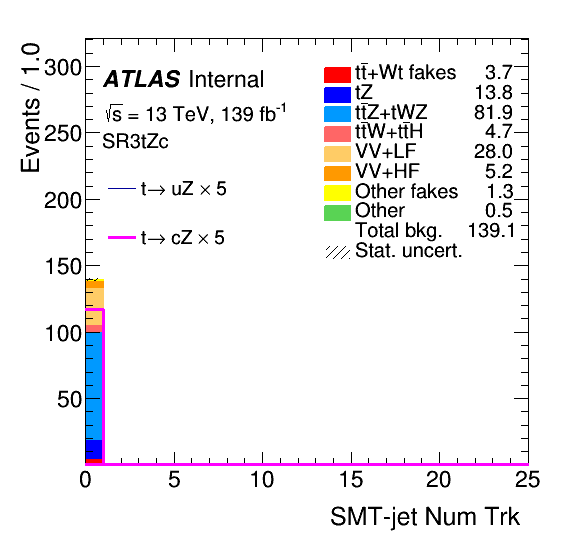 Events / 1.0
300
250
200
150
100
50
ATLAS Internal
√s = 13 TeV, 139 fb⁻¹
SR3tZc
t→ uZ × 5
t→ cZ × 5
tt̄+Wt fakes 3.7
tZ 13.8
tt̄Z+tWZ 81.9
tt̄W+tt̄H 4.7
VV+LF 28.0
VV+HF 5.2
Other fakes 1.3
Other 0.5
Total bkg. 139.1
Stat. uncert.
0 5 10 15 20 25
SMT-jet Num Trk